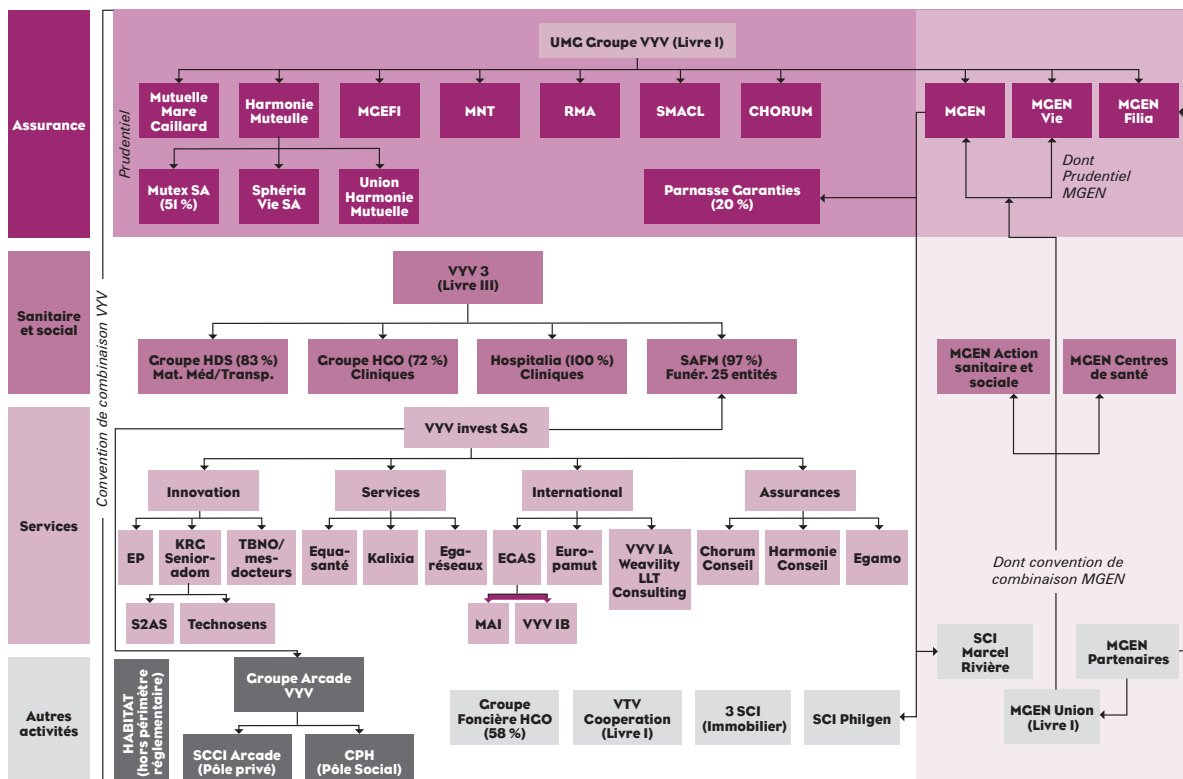 Assurance
Prudentiel
UMG Groupe VYV (Livre I)
Mutuelle
Mare
Caillard
Harmonie
Muteulle
MGEFI
MNT
RMA
SMACL
CHORUM
MGEN
MGEN
Vie
MGEN
Filia
Mutex SA
(51 %)
Sphéria
Vie SA
Union
Harmonie
Mutuelle
Parnasse Garanties
(20 %)
Dont
Prudentiel
MGEN
Convention de combinaison VYV
Sanitaire
et social
VYV 3
(Livre III)
Groupe HDS (83 %)
Mat. Méd/Transp.
Groupe HGO (72 %)
Cliniques
Hospitalia (100 %)
Cliniques
SAFM (97 %)
Funér. 25 entités
MGEN Action
sanitaire et
sociale
MGEN Centres
de santé
Services
VYV invest SAS
Innovation
Services
International
Assurances
EP
KRG
Senior-
adom
TBNO/
mes-
docteurs
Equa-
santé
Kalixia
Ega-
réseaux
EGAS
Euro-
pamut
VYV IA
Weavility
LLT
Consulting
Chorum
Conseil
Harmonie
Conseil
Egamo
S2AS
Technosens
MAI
VYV IB
Dont convention de
combinaison MGEN
Autres
activités
HABITAT
(hors périmètre
réglementaire)
Groupe Arcade
VYV
SCCI Arcade
(Pôle privé)
CPH
(Pôle Social)
Groupe
Foncière HGO
(58 %)
VTV
Cooperation
(Livre I)
3 SCI
(Immobilier)
SCI Philgen
SCI
Marcel
Rivière
MGEN
Partenaires
MGEN Union
(Livre I)